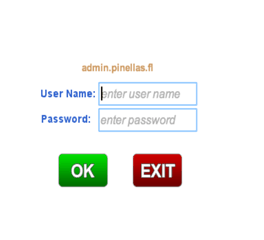 admin.pinellas.fl
User Name: enter user name
Password: enter password
OK EXIT